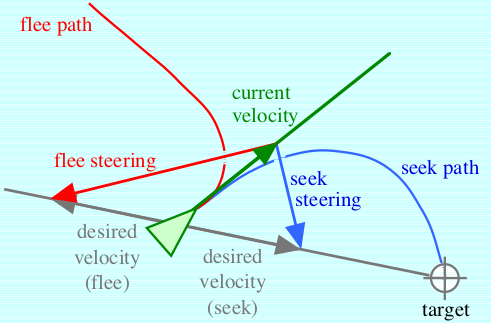 flee path
current
velocity
flee steering
seek path
seek
steering
desired
velocity
(flee)
desired
velocity
(seek)
target